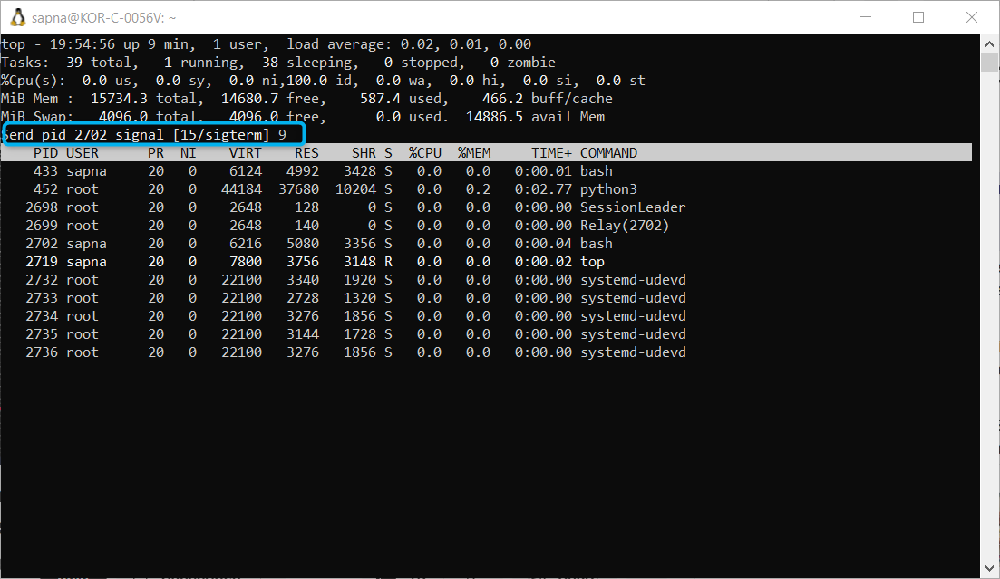 sapna@KOR-C-0056V: ~
top - 19:54:56 up 9 min,  1 user,  load average: 0.02, 0.01, 0.00
Tasks:  39 total,   1 running,  38 sleeping,   0 stopped,   0 zombie
%Cpu(s):  0.0 us,  0.0 sy,  0.0 ni,100.0 id,  0.0 wa,  0.0 hi,  0.0 si,  0.0 st
MiB Mem :  15734.3 total,  14680.7 free,    587.4 used,    466.2 buff/cache
MiB Swap:   4096.0 total,   4096.0 free,      0.0 used.  14886.5 avail Mem
Send pid 2702 signal [15/sigterm] 9
PID USER      PR  NI    VIRT    RES    SHR S  %CPU  %MEM     TIME+ COMMAND
433 sapna     20   0    6124   4992   3428 S   0.0   0.0   0:00.01 bash
452 root      20   0   44184  37680  10204 S   0.0   0.2   0:02.77 python3
2698 root      20   0    2648    128      0 S   0.0   0.0   0:00.00 SessionLeader
2699 root      20   0    2648    140      0 S   0.0   0.0   0:00.00 Relay(2702)
2702 sapna     20   0    6216   5080   3356 S   0.0   0.0   0:00.04 bash
2719 sapna     20   0    7800   3756   3148 R   0.0   0.0   0:00.02 top
2732 root      20   0   22100   3340   1920 S   0.0   0.0   0:00.00 systemd-udevd
2733 root      20   0   22100   2728   1320 S   0.0   0.0   0:00.00 systemd-udevd
2734 root      20   0   22100   3276   1856 S   0.0   0.0   0:00.00 systemd-udevd
2735 root      20   0   22100   3144   1728 S   0.0   0.0   0:00.00 systemd-udevd
2736 root      20   0   22100   3276   1856 S   0.0   0.0   0:00.00 systemd-udevd